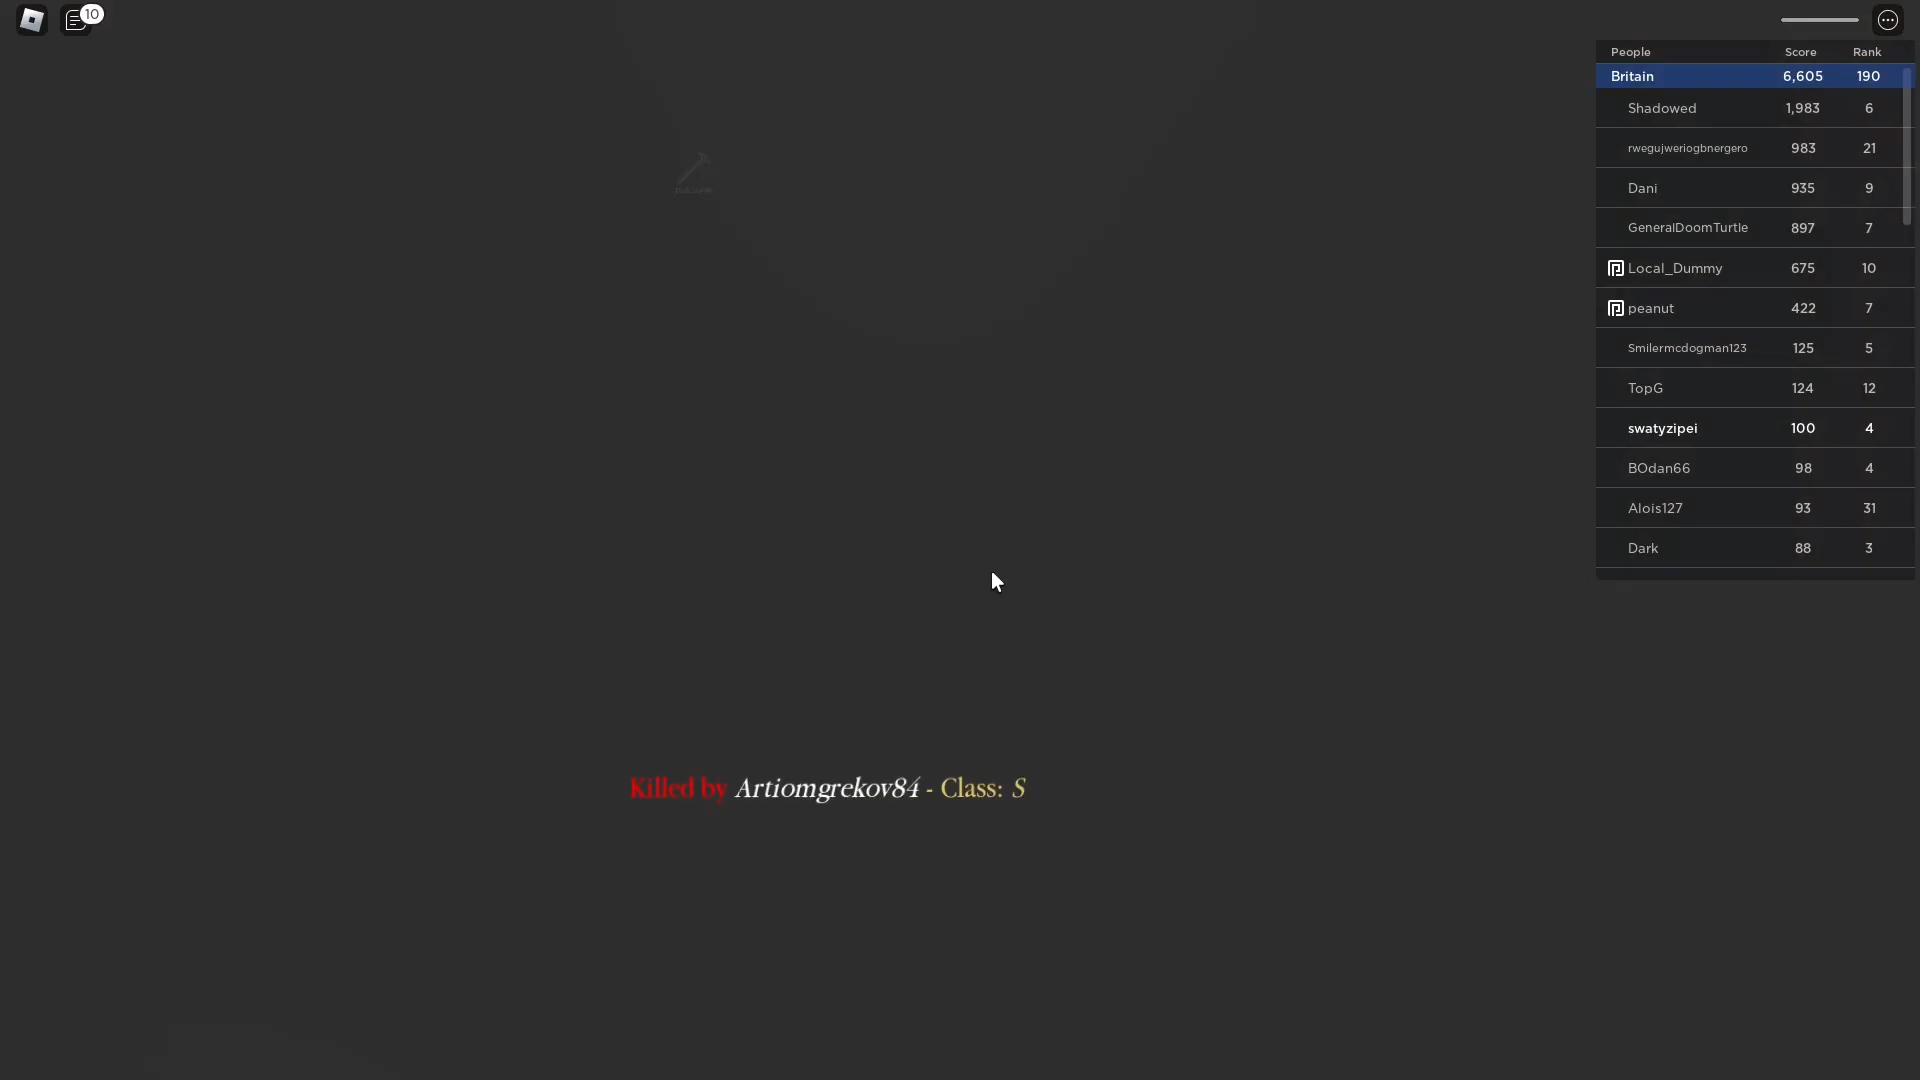 10
People Score Rank
Britain 6,605 190
Shadowed 1,983 6
rwegujweriogbnergero 983 21
Dani 935 9
GeneralDoomTurtle 897 7
Local_Dummy 675 10
peanut 422 7
Smilermcdogman123 125 5
TopG 124 12
swatyzipei 100 4
BOdan66 98 4
Alois127 93 31
Dark 88 3
Killed by Artiomgrekov84 - Class: S